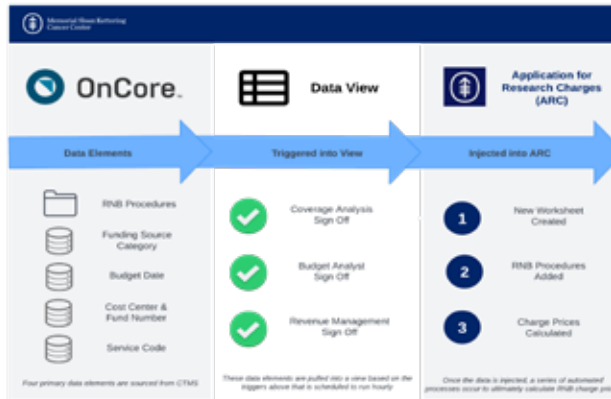 Memorial Sloan Kettering
Cancer Center
OnCore
Data View
Application for
Research Charges
(ARC)
Data Elements
Triggered into View
Injected into ARC
RNB Procedures
Funding Source
Category
Budget Date
Cost Center &
Fund Number
Service Code
Coverage Analysis
Sign Off
Budget Analyst
Sign Off
Revenue Management
Sign Off
1
New Worksheet
Created
2
RNB Procedures
Added
3
Charge Prices
Calculated
Four primary data elements are sourced from CTMS
These data elements are pulled into a view based on the
triggers above that is scheduled to run hourly
Once the data is injected, a series of automated
processes occur to ultimately calculate RNB charge